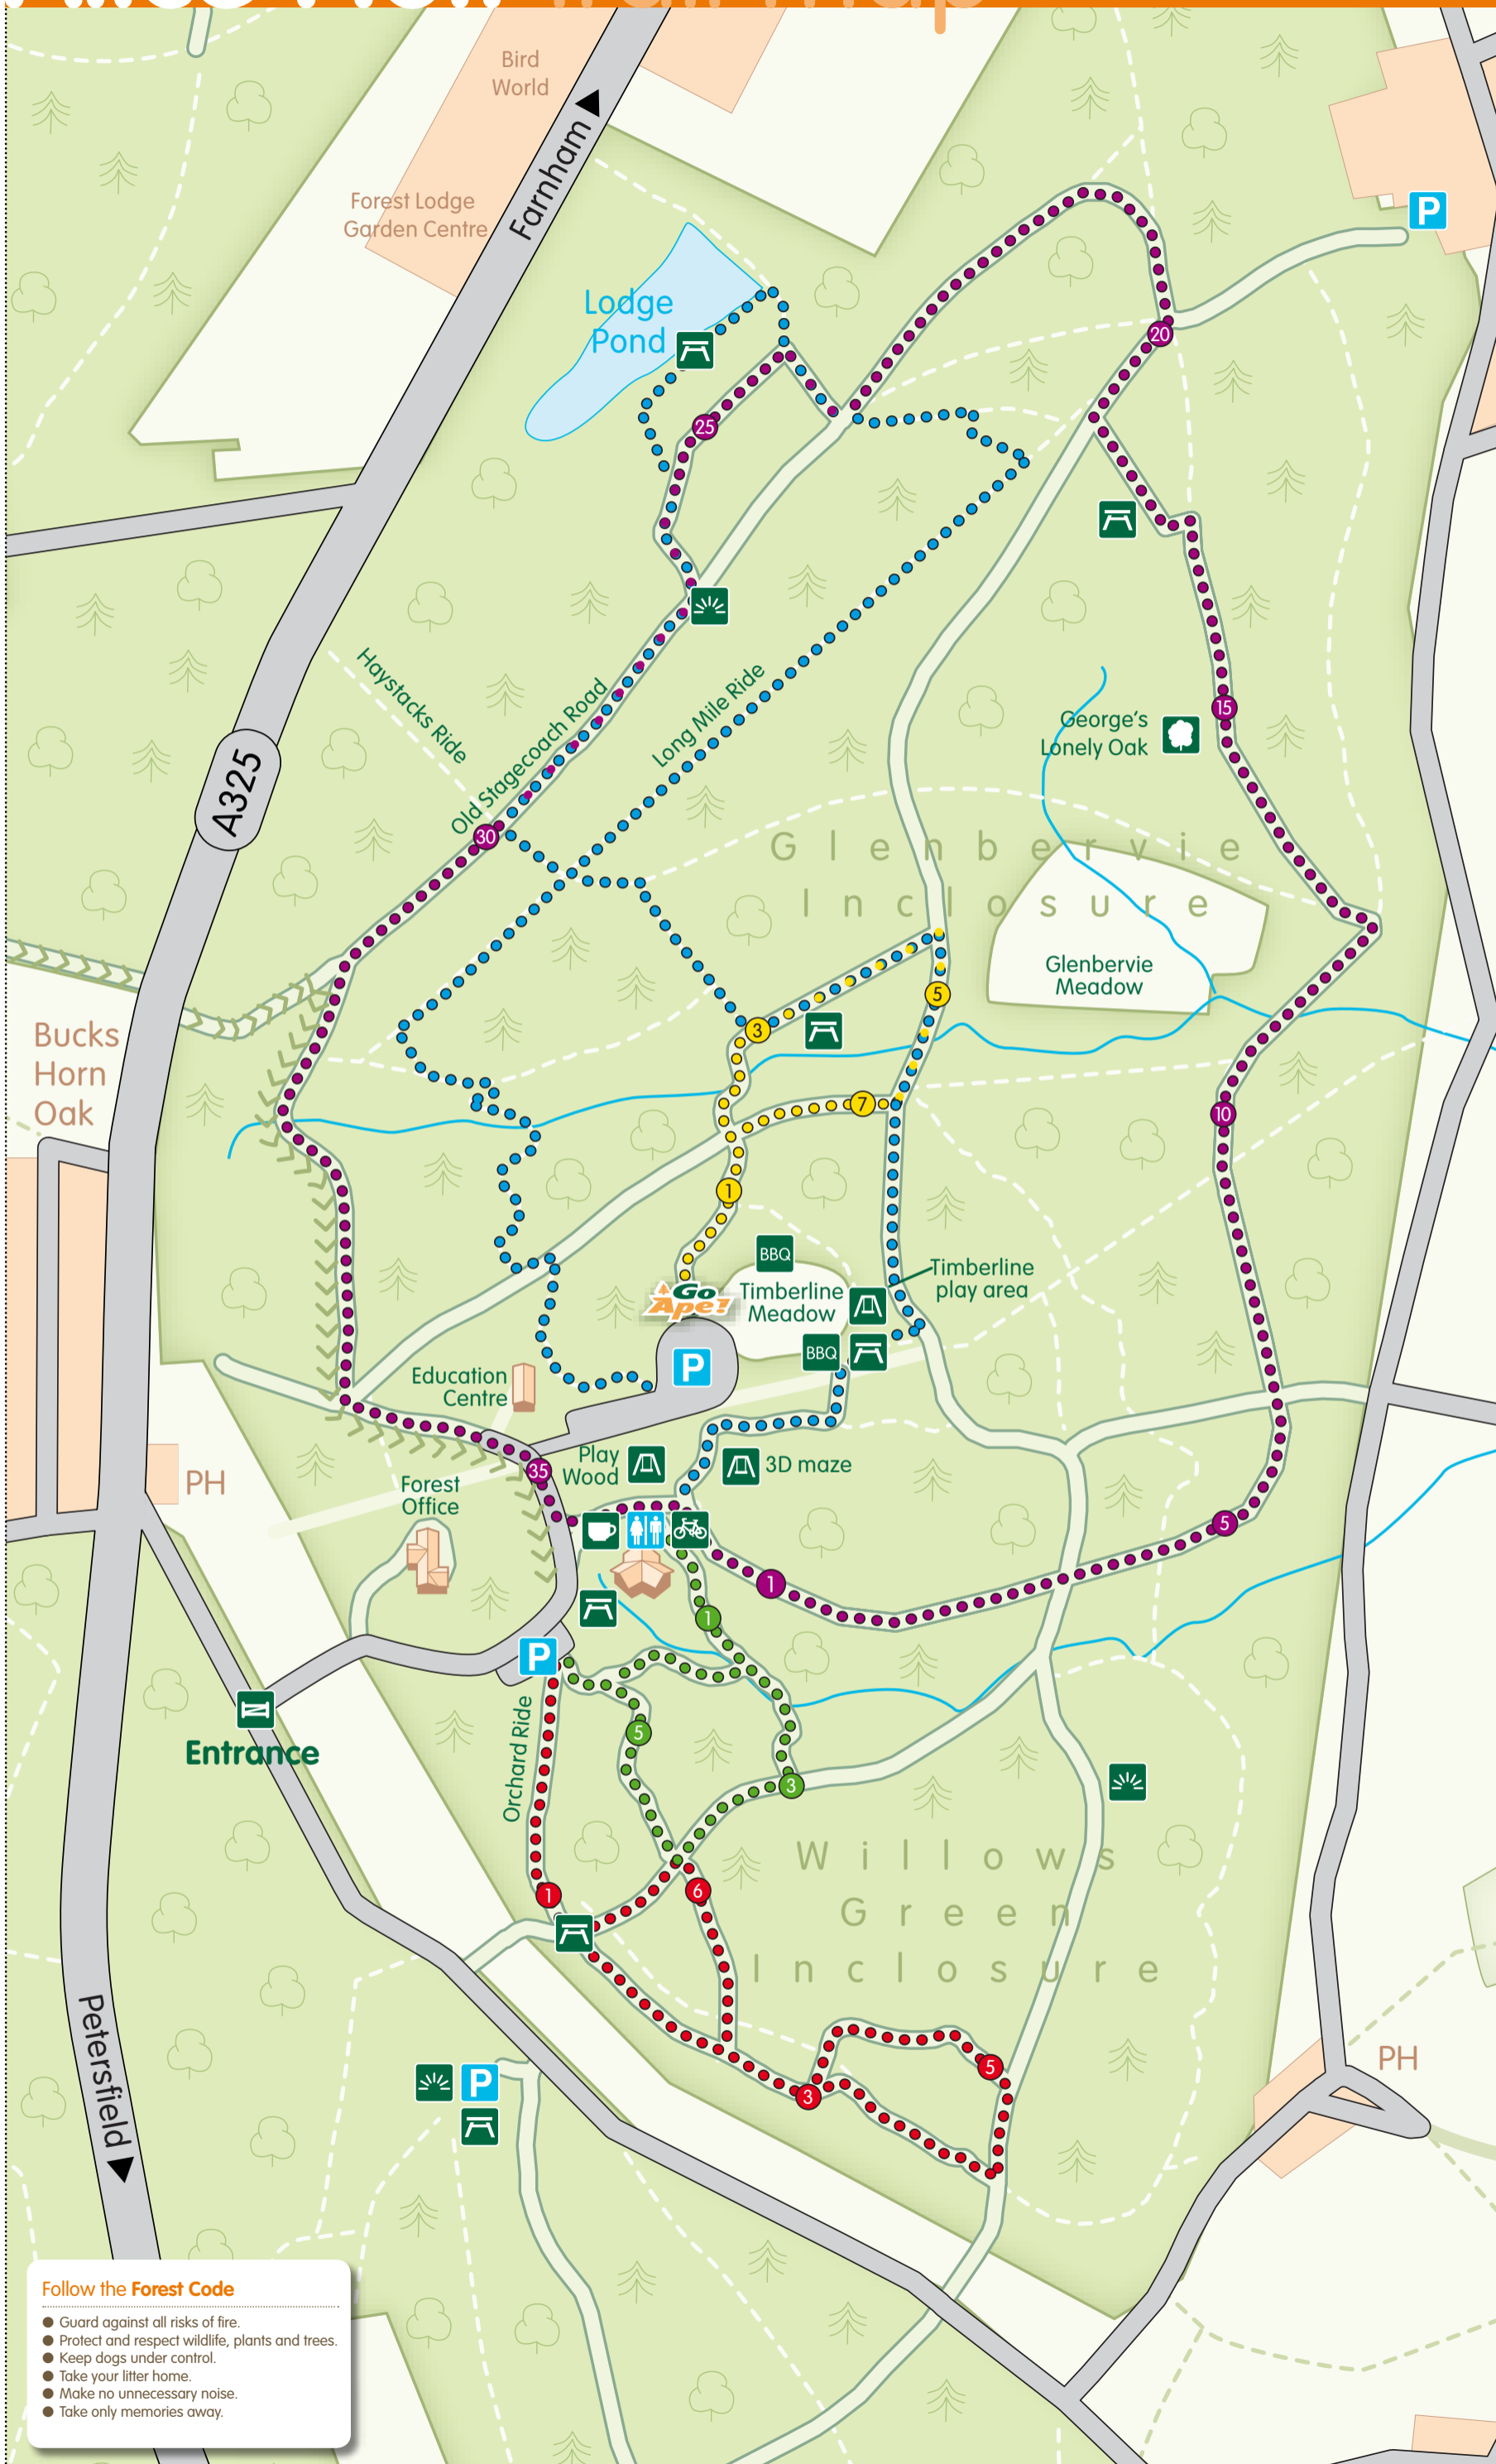 Bird
World
Farnham
Forest Lodge
Garden Centre
P
Lodge
Pond
20
25
Haystacks Ride
Old Stagecoach Road
Long Mile Ride
15
George's
Lonely Oak
A325
30
Glenbervie
Inclosure
Glenbervie
Meadow
5
3
Bucks
Horn
Oak
7
10
1
BBQ
Timberline
play area
Go
Ape!
Timberline
Meadow
BBQ
P
Education
Centre
Play
Wood
3D maze
35
PH
Forest
Office
5
1
1
P
Entrance
Orchard Ride
5
3
Willows
Green
Inclosure
1
6
Petersfield
5
3
P
PH
Follow the Forest Code
● Guard against all risks of fire.
● Protect and respect wildlife, plants and trees.
● Keep dogs under control.
● Take your litter home.
● Make no unnecessary noise.
● Take only memories away.